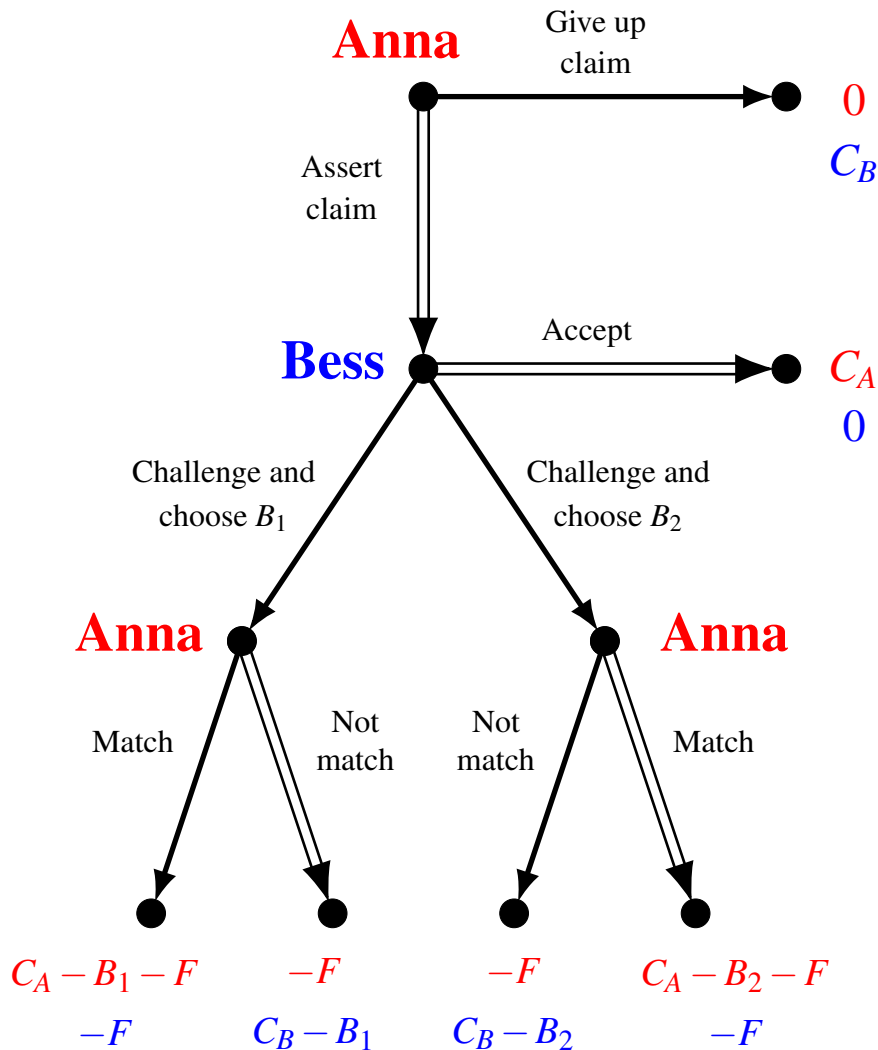 Anna
Give up
claim
0
C_B
Assert
claim
Bess
Accept
C_A
0
Challenge and
choose B_1
Challenge and
choose B_2
Anna
Anna
Match
Not
match
Not
match
Match
C_A − B_1 − F
−F
−F
C_A − B_2 − F
−F
C_B − B_1
C_B − B_2
−F